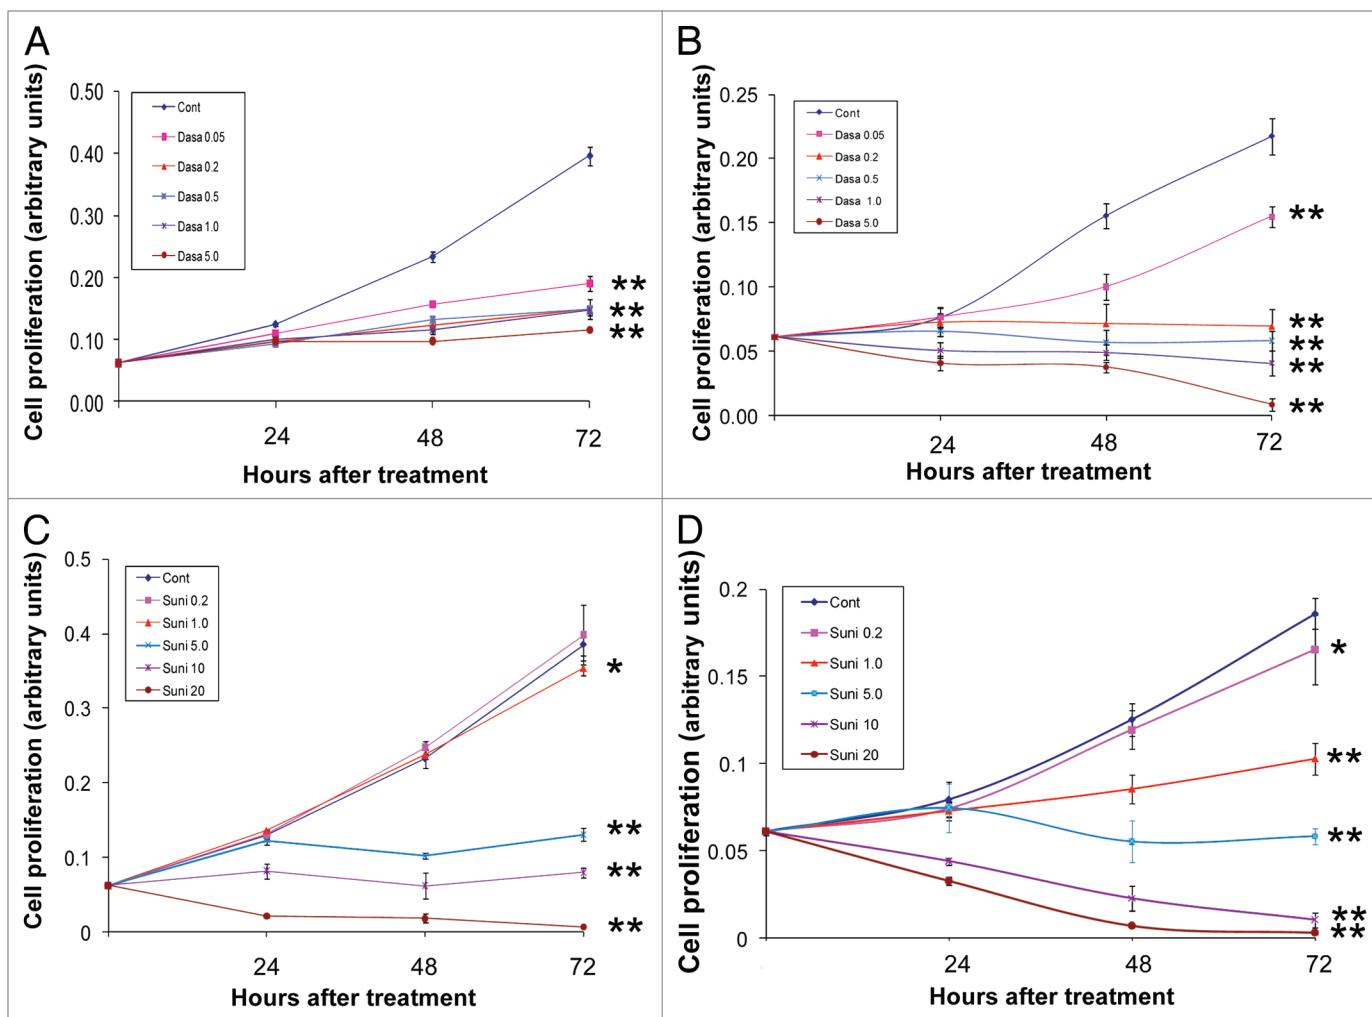 A
Cell proliferation (arbitrary units)
0.50
0.40
0.30
0.20
0.10
0.00
Cont
Dasa 0.05
Dasa 0.2
Dasa 0.5
Dasa 1.0
Dasa 5.0
**
**
**
24 48 72
Hours after treatment
B
Cell proliferation (arbitrary units)
0.25
0.20
0.15
0.10
0.05
0.00
Cont
Dasa 0.05
Dasa 0.2
Dasa 0.5
Dasa 1.0
Dasa 5.0
**
**
**
**
**
24 48 72
Hours after treatment
C
Cell proliferation (arbitrary units)
0.5
0.4
0.3
0.2
0.1
0
Cont
Suni 0.2
Suni 1.0
Suni 5.0
Suni 10
Suni 20
*
**
**
**
24 48 72
Hours after treatment
D
Cell proliferation (arbitrary units)
0.2
0.15
0.1
0.05
0
Cont
Suni 0.2
Suni 1.0
Suni 5.0
Suni 10
Suni 20
*
**
**
**
**
24 48 72
Hours after treatment